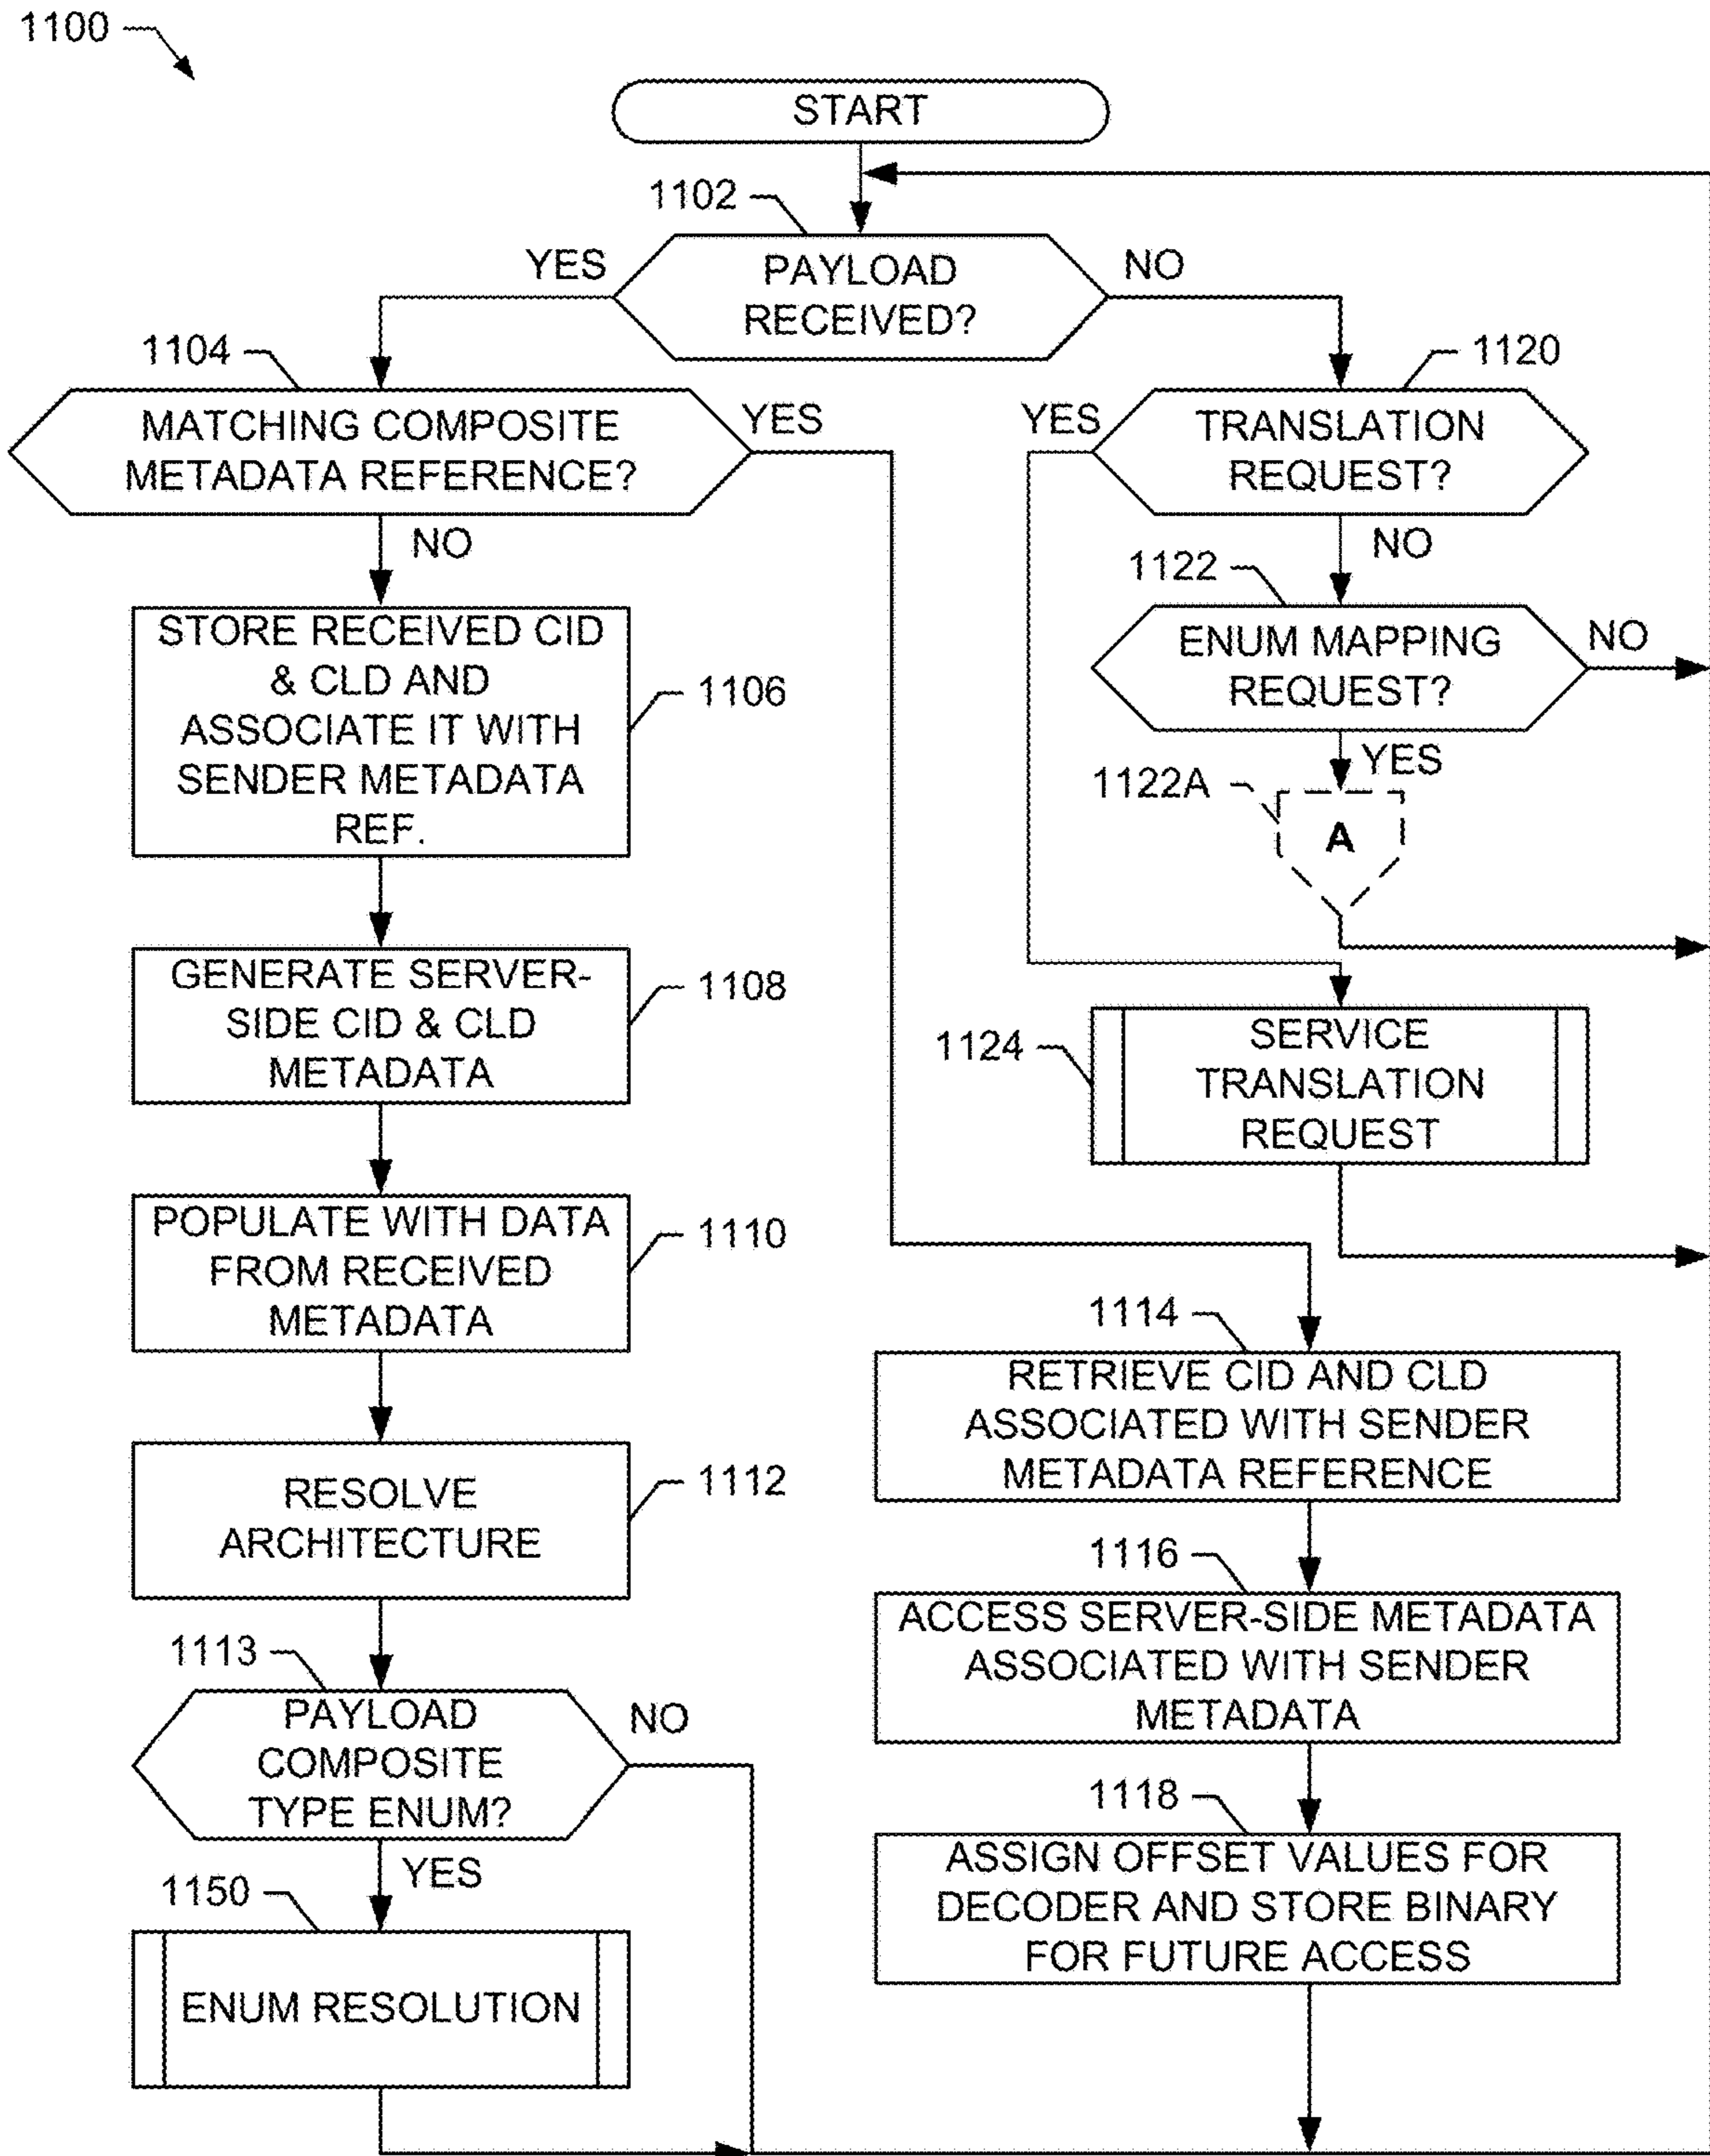 1100
START
1102
YES
PAYLOAD
RECEIVED?
NO
1104
MATCHING COMPOSITE
METADATA REFERENCE?
YES
NO
1120
YES
TRANSLATION
REQUEST?
NO
1122
ENUM MAPPING
REQUEST?
NO
YES
1122A
A
STORE RECEIVED CID
& CLD AND
ASSOCIATE IT WITH
SENDER METADATA
REF.
1106
GENERATE SERVER-
SIDE CID & CLD
METADATA
1108
1124
SERVICE
TRANSLATION
REQUEST
POPULATE WITH DATA
FROM RECEIVED
METADATA
1110
RESOLVE
ARCHITECTURE
1112
1113
PAYLOAD
COMPOSITE
TYPE ENUM?
NO
YES
1150
ENUM RESOLUTION
1114
RETRIEVE CID AND CLD
ASSOCIATED WITH SENDER
METADATA REFERENCE
1116
ACCESS SERVER-SIDE METADATA
ASSOCIATED WITH SENDER
METADATA
1118
ASSIGN OFFSET VALUES FOR
DECODER AND STORE BINARY
FOR FUTURE ACCESS